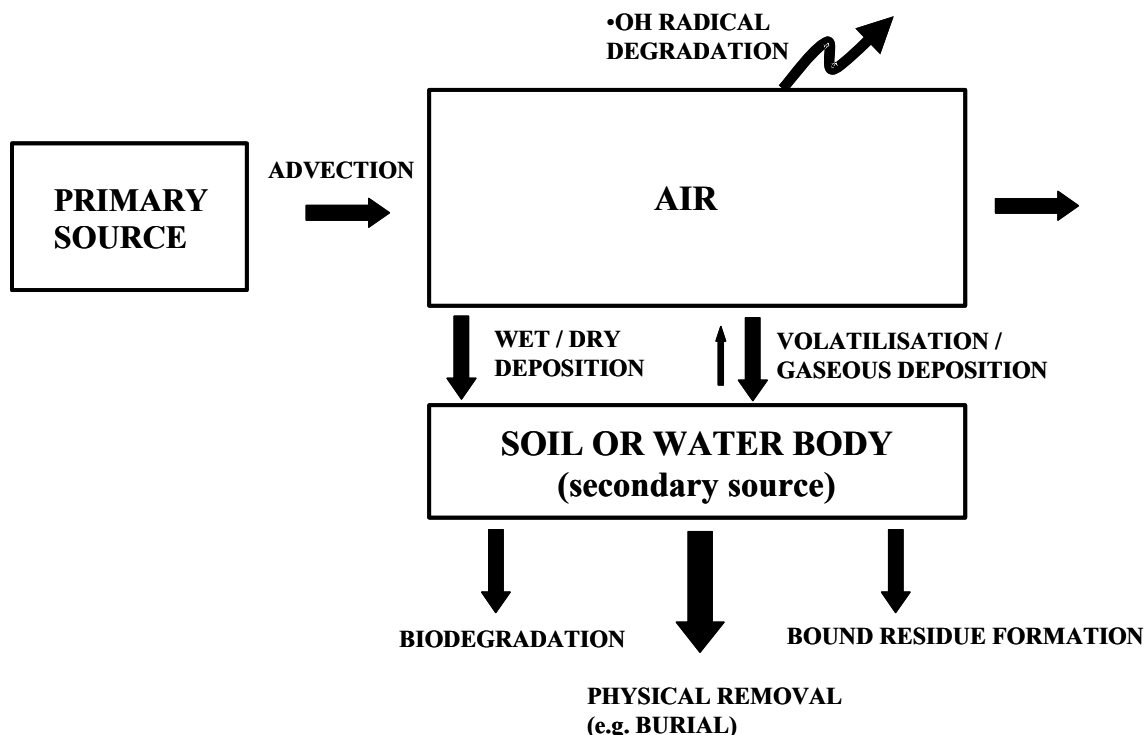 •OH RADICAL
DEGRADATION
ADVECTION
PRIMARY
SOURCE
AIR
WET / DRY
DEPOSITION
VOLATILISATION /
GASEOUS DEPOSITION
SOIL OR WATER BODY
(secondary source)
BIODEGRADATION
BOUND RESIDUE FORMATION
PHYSICAL REMOVAL
(e.g. BURIAL)